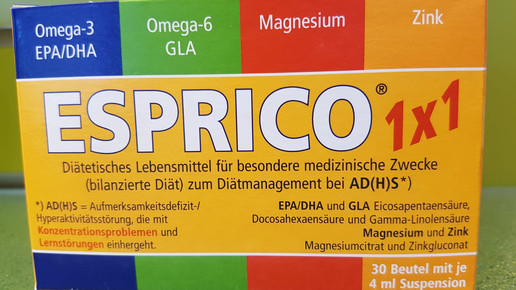 Omega-3
EPA/DHA
Omega-6
GLA
Magnesium
Zink
ESPRICO® 1x1
Diätetisches Lebensmittel für besondere medizinische Zwecke
(bilanzierte Diät) zum Diätmanagement bei AD(H)S*)
*) AD(H)S = Aufmerksamkeitsdefizit-/
Hyperaktivitätsstörung, die mit
Konzentrationsproblemen und
Lernstörungen einhergeht.
EPA/DHA und GLA Eicosapentaensäure,
Docosahexaensäure und Gamma-Linolensäure
Magnesium und Zink
Magnesiumcitrat und Zinkgluconat
30 Beutel mit je
4 ml Suspension